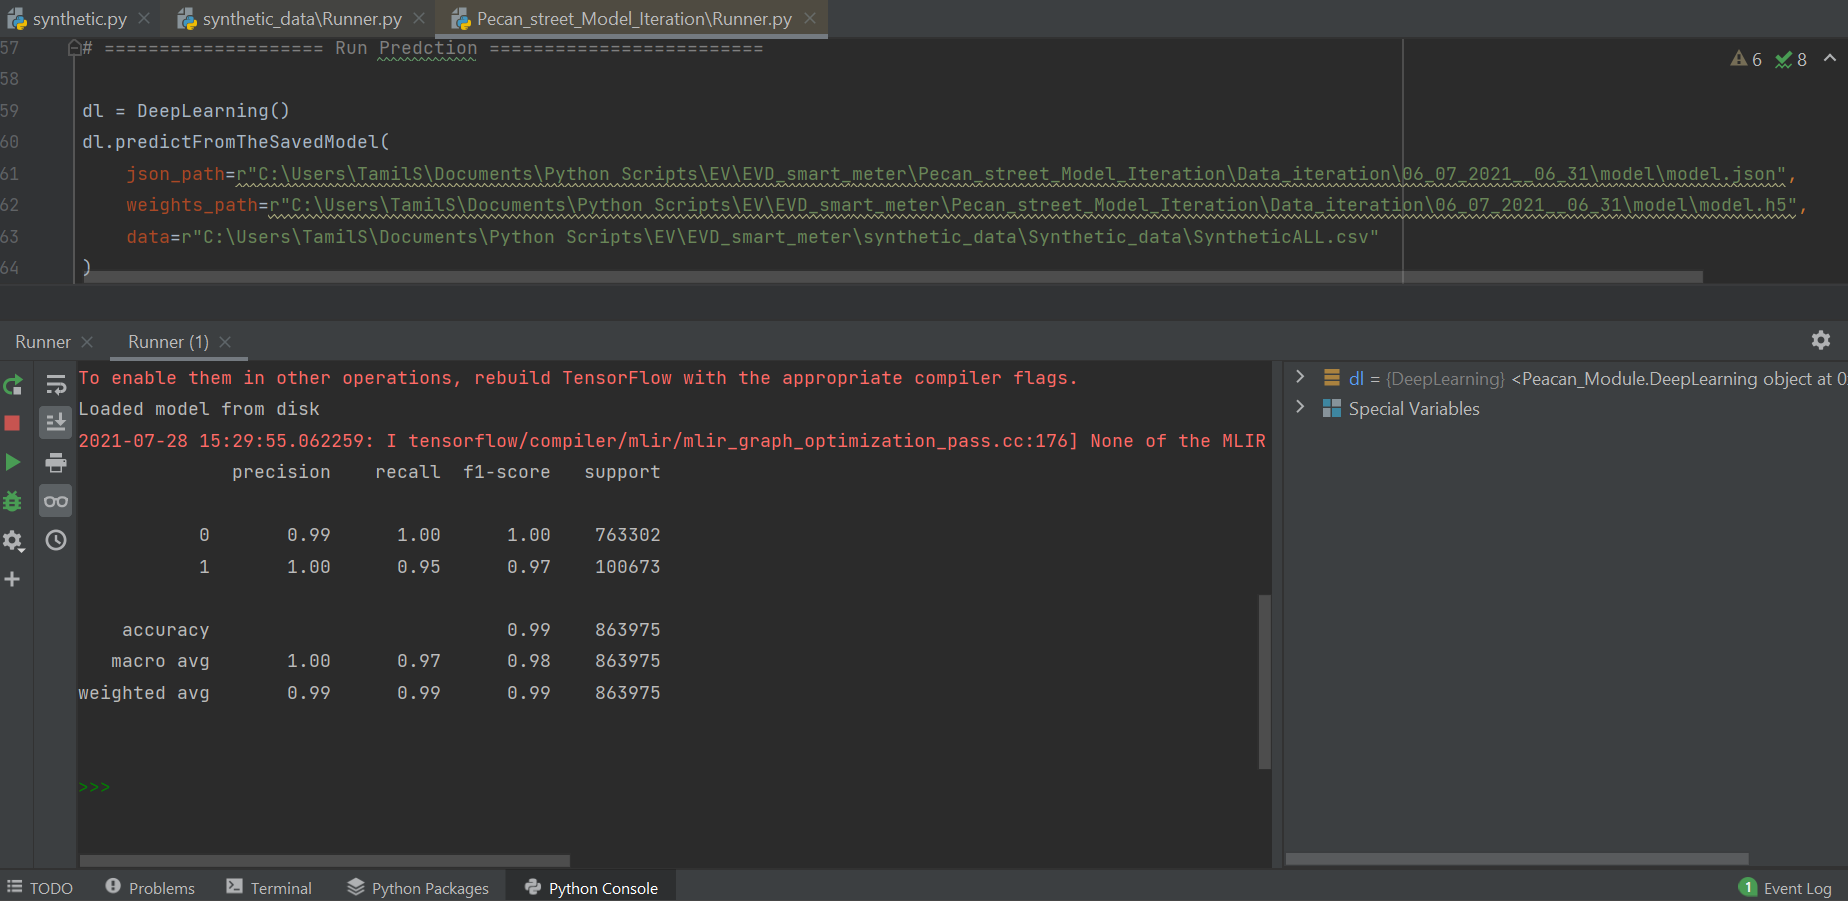 synthetic.py synthetic_data\Runner.py Pecan_street_Model_Iteration\Runner.py
57 # ==================== Run Predction =========================
6 8
58
59 dl = DeepLearning()
60 dl.predictFromTheSavedModel(
61 json_path=r"C:\Users\TamilS\Documents\Python Scripts\EV\EVD_smart_meter\Pecan_street_Model_Iteration\Data_iteration\06_07_2021__06_31\model\model.json",
62 weights_path=r"C:\Users\TamilS\Documents\Python Scripts\EV\EVD_smart_meter\Pecan_street_Model_Iteration\Data_iteration\06_07_2021__06_31\model\model.h5",
63 data=r"C:\Users\TamilS\Documents\Python Scripts\EV\EVD_smart_meter\synthetic_data\Synthetic_data\SyntheticALL.csv"
64 )
Runner Runner (1)
To enable them in other operations, rebuild TensorFlow with the appropriate compiler flags.
Loaded model from disk
2021-07-28 15:29:55.062259: I tensorflow/compiler/mlir/mlir_graph_optimization_pass.cc:176] None of the MLIR
precision recall f1-score support
0 0.99 1.00 1.00 763302
1 1.00 0.95 0.97 100673
accuracy 0.99 863975
macro avg 1.00 0.97 0.98 863975
weighted avg 0.99 0.99 0.99 863975
>>>
dl = {DeepLearning} <Peacan_Module.DeepLearning object at 0
Special Variables
TODO Problems Terminal Python Packages Python Console 1 Event Log